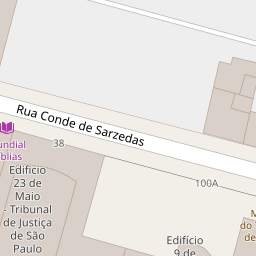 Rua Conde de Sarzedas
38
undial
blias
Edificio
23 de
Maio
- Tribunal
de Justiça
de São
Paulo
100A
M
do
de
Edifício
9 de